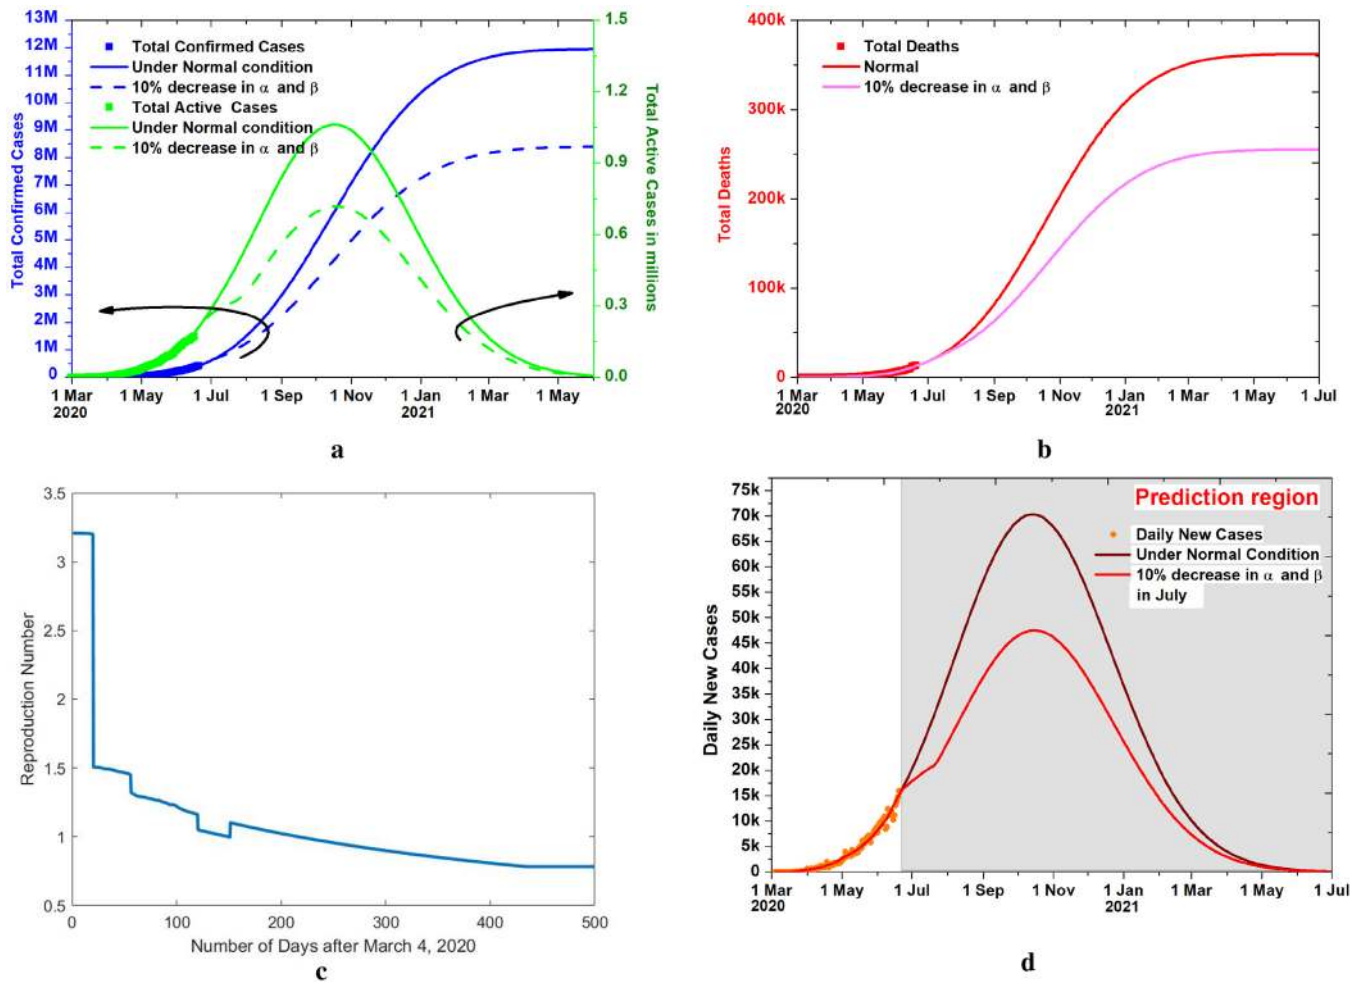 13M
12M
11M
10M
9M
8M
7M
6M
5M
4M
3M
2M
1M
0
Total Confirmed Cases
Total Confirmed Cases
Under Normal condition
10% decrease in α and β
Total Active Cases
Under Normal condition
10% decrease in α and β
1.5
1.2
0.9
0.6
0.3
0.0
Total Active Cases in millions
1 Mar 1 May 1 Jul 1 Sep 1 Nov 1 Jan 1 Mar 1 May
2020 2021
a
400k
300k
200k
100k
0
Total Deaths
Total Deaths
Normal
10% decrease in α and β
1 Mar 1 May 1 Jul 1 Sep 1 Nov 1 Jan 1 Mar 1 May 1 Jul
2020 2021
b
3.5
3
2.5
2
1.5
1
0.5
Reproduction Number
0 100 200 300 400 500
Number of Days after March 4, 2020
c
75k
70k
65k
60k
55k
50k
45k
40k
35k
30k
25k
20k
15k
10k
5k
0
Daily New Cases
Prediction region
Daily New Cases
Under Normal Condition
10% decrease in α and β
in July
1 Mar 1 May 1 Jul 1 Sep 1 Nov 1 Jan 1 Mar 1 May 1 Jul
2020 2021
d